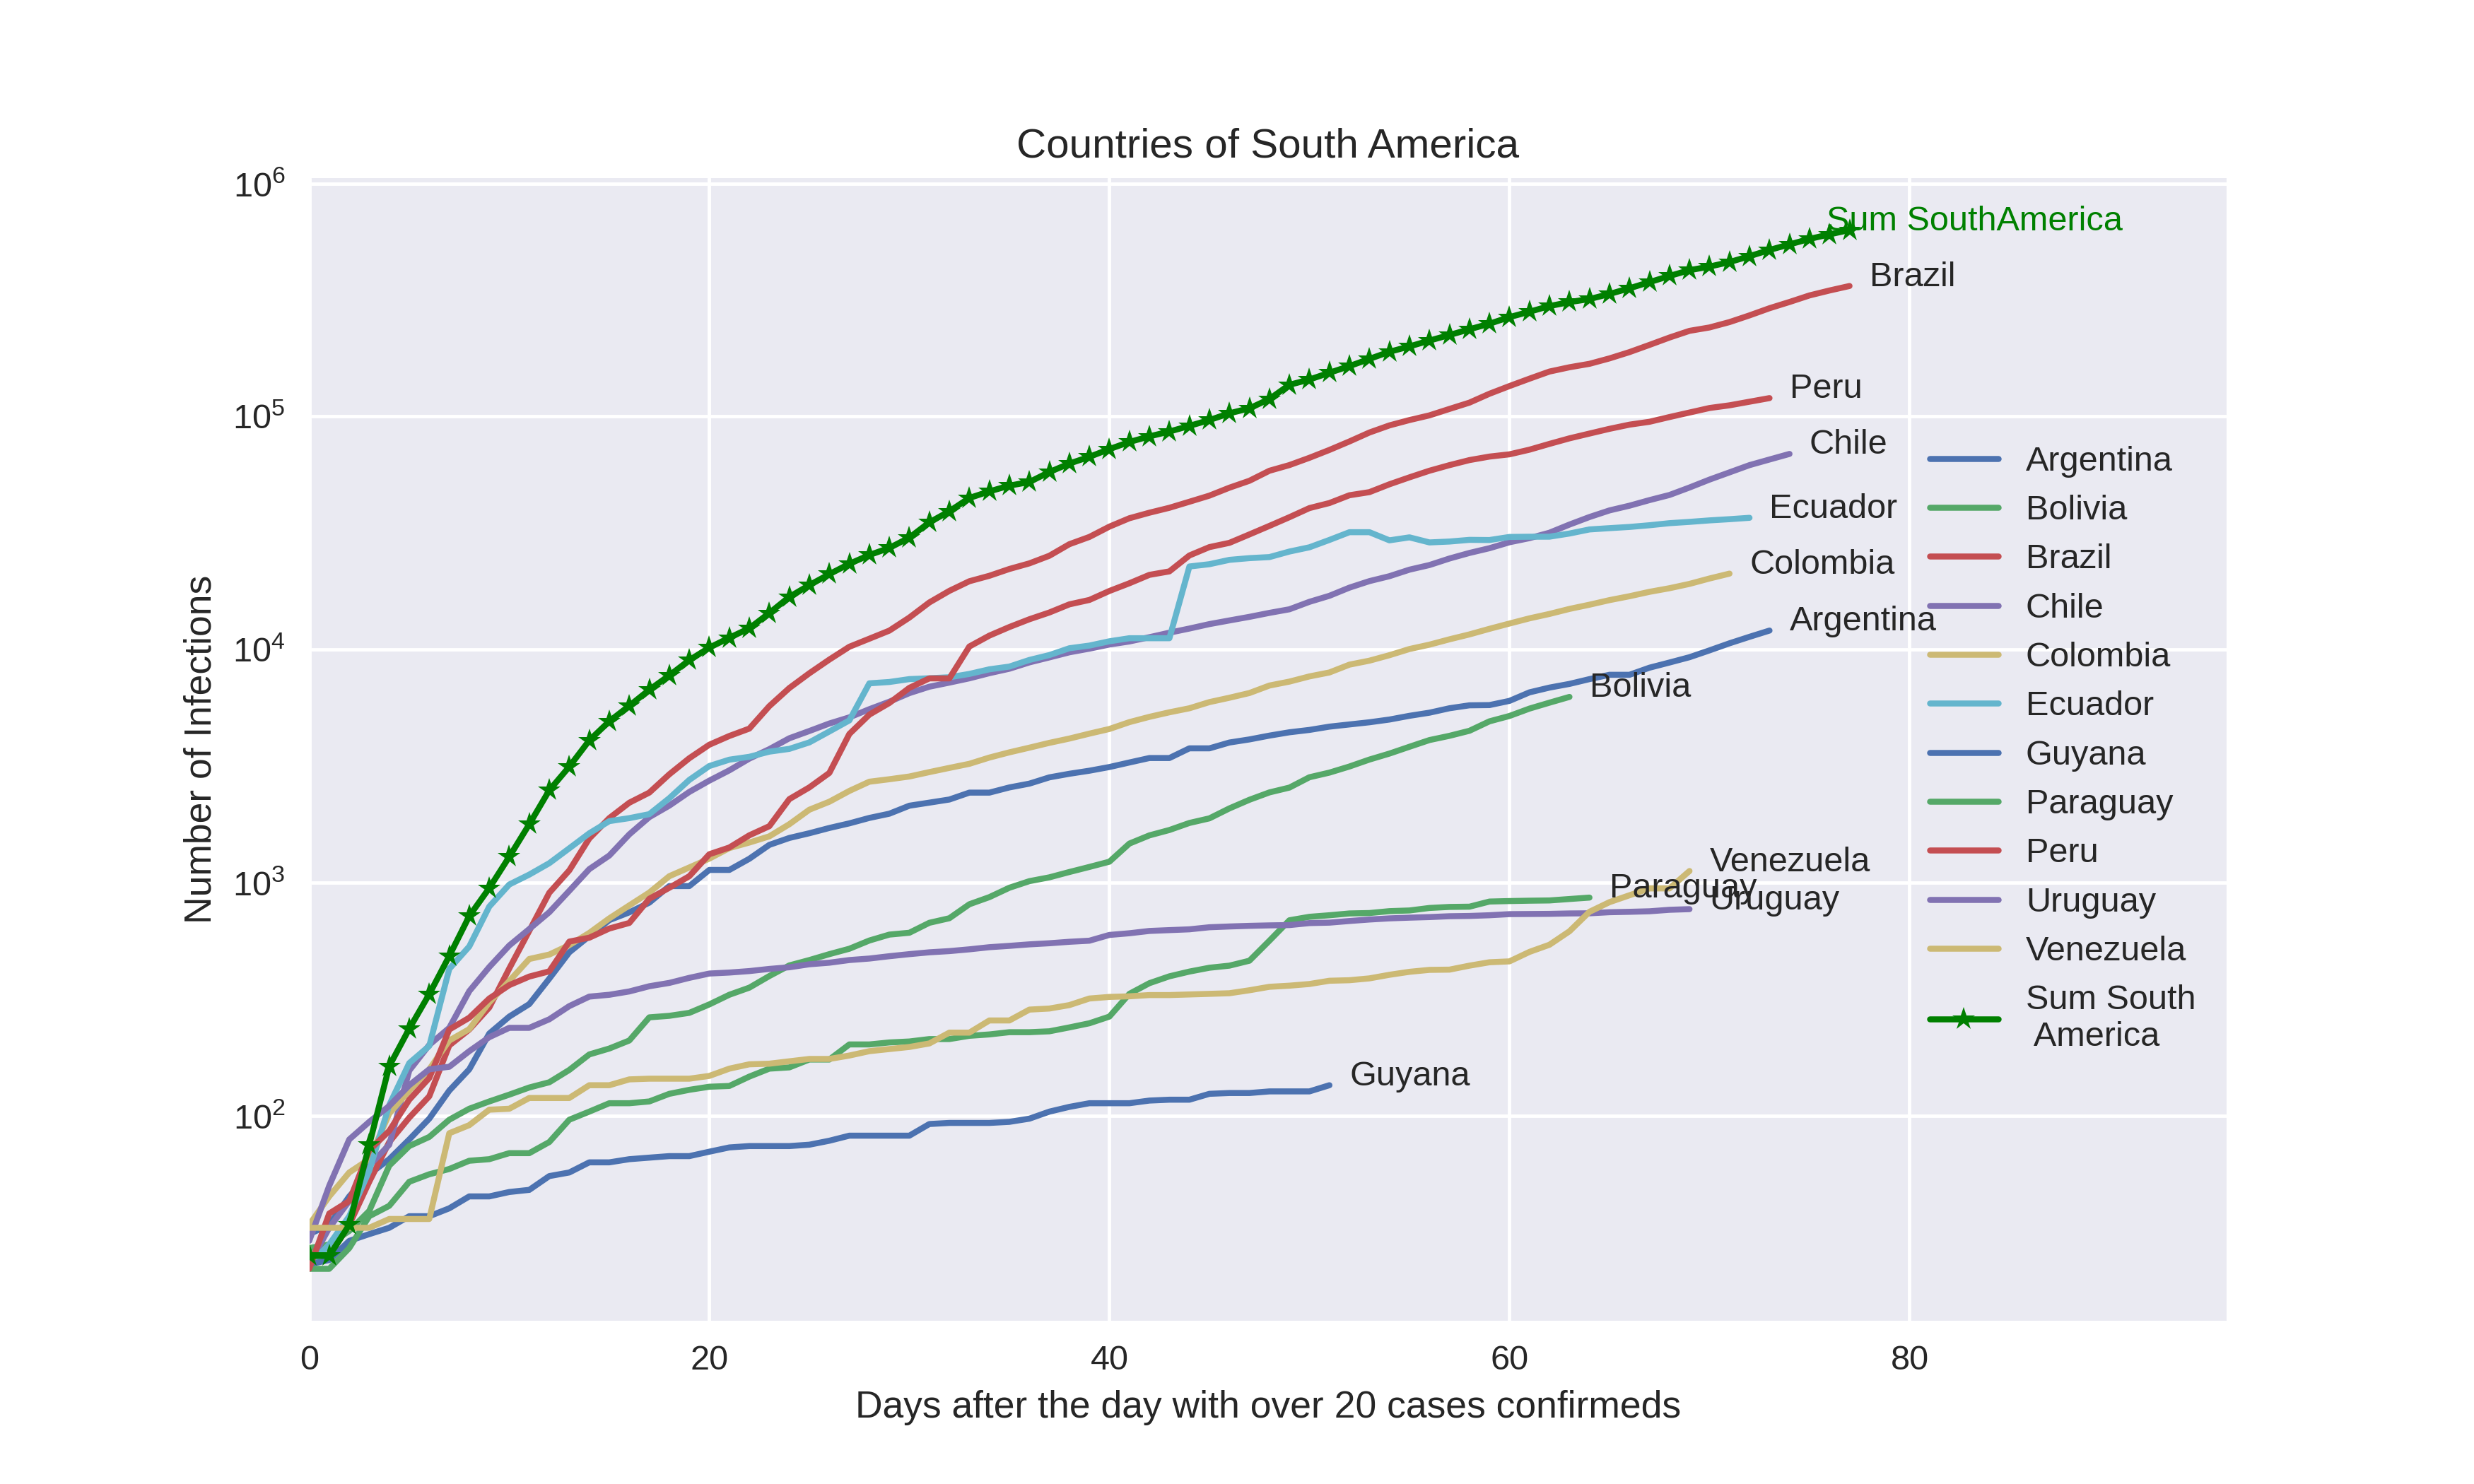 Countries of South America
10^6
10^5
10^4
10^3
10^2
Number of Infections
Sum SouthAmerica
Brazil
Peru
Chile
Ecuador
Colombia
Argentina
Bolivia
Venezuela
Paraguay
Uruguay
Guyana
Argentina
Bolivia
Brazil
Chile
Colombia
Ecuador
Guyana
Paraguay
Peru
Uruguay
Venezuela
Sum South
America
0 20 40 60 80
Days after the day with over 20 cases confirmeds